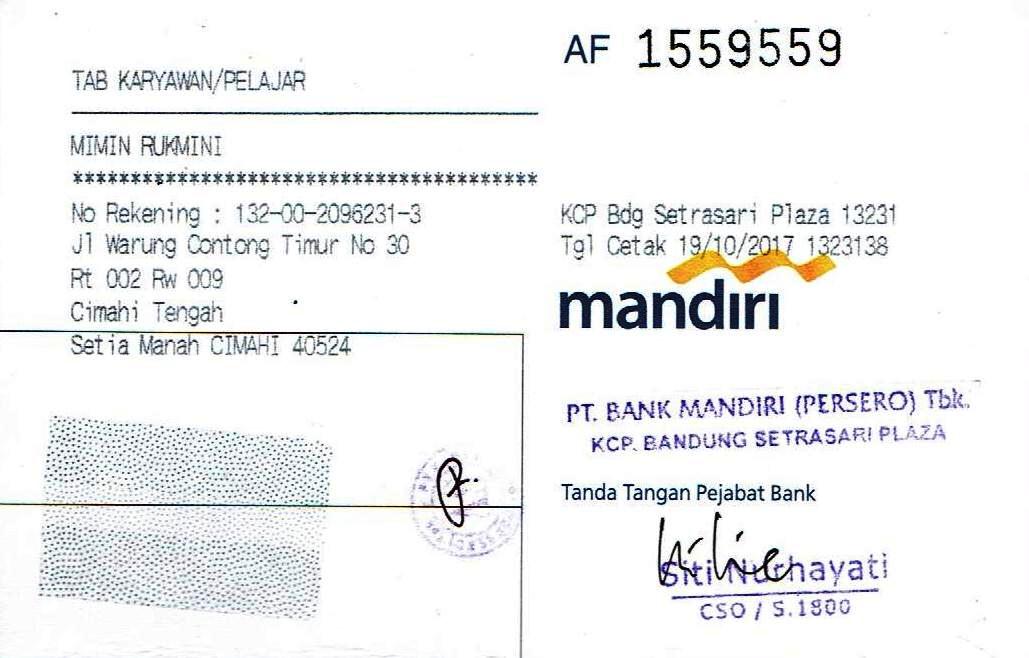 AF 1559559
TAB KARYAWAN/PELAJAR
MIMIN RUKMINI
****************************************
No Rekening : 132-00-2096231-3
Jl Warung Contong Timur No 30
Rt 002 Rw 009
Cimahi Tengah
Setia Manah CIMAHI 40524
KCP Bdg Setrasari Plaza 13231
Tgl Cetak 19/10/2017 1323138
mandırı
PT. BANK MANDIRI (PERSERO) Tbk.
KCP. BANDUNG SETRASARI PLAZA
Tanda Tangan Pejabat Bank
Siti Nurhayati
CSO / S.1800